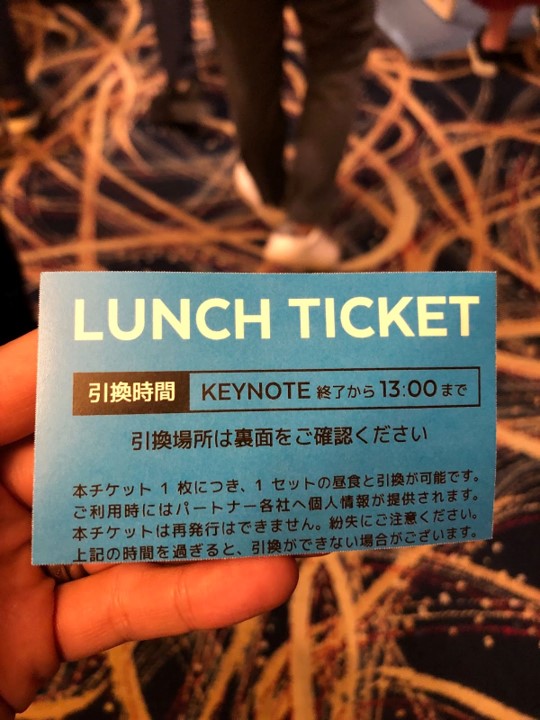 LUNCH TICKET
引換時間 KEYNOTE 終了から 13:00 まで
引換場所は裏面をご確認ください
本チケット 1 枚につき、1 セットの昼食と引換が可能です。
ご利用時にはパートナー各社へ個人情報が提供されます。
本チケットは再発行はできません。紛失にご注意ください。
上記の時間を過ぎると、引換ができない場合がございます。